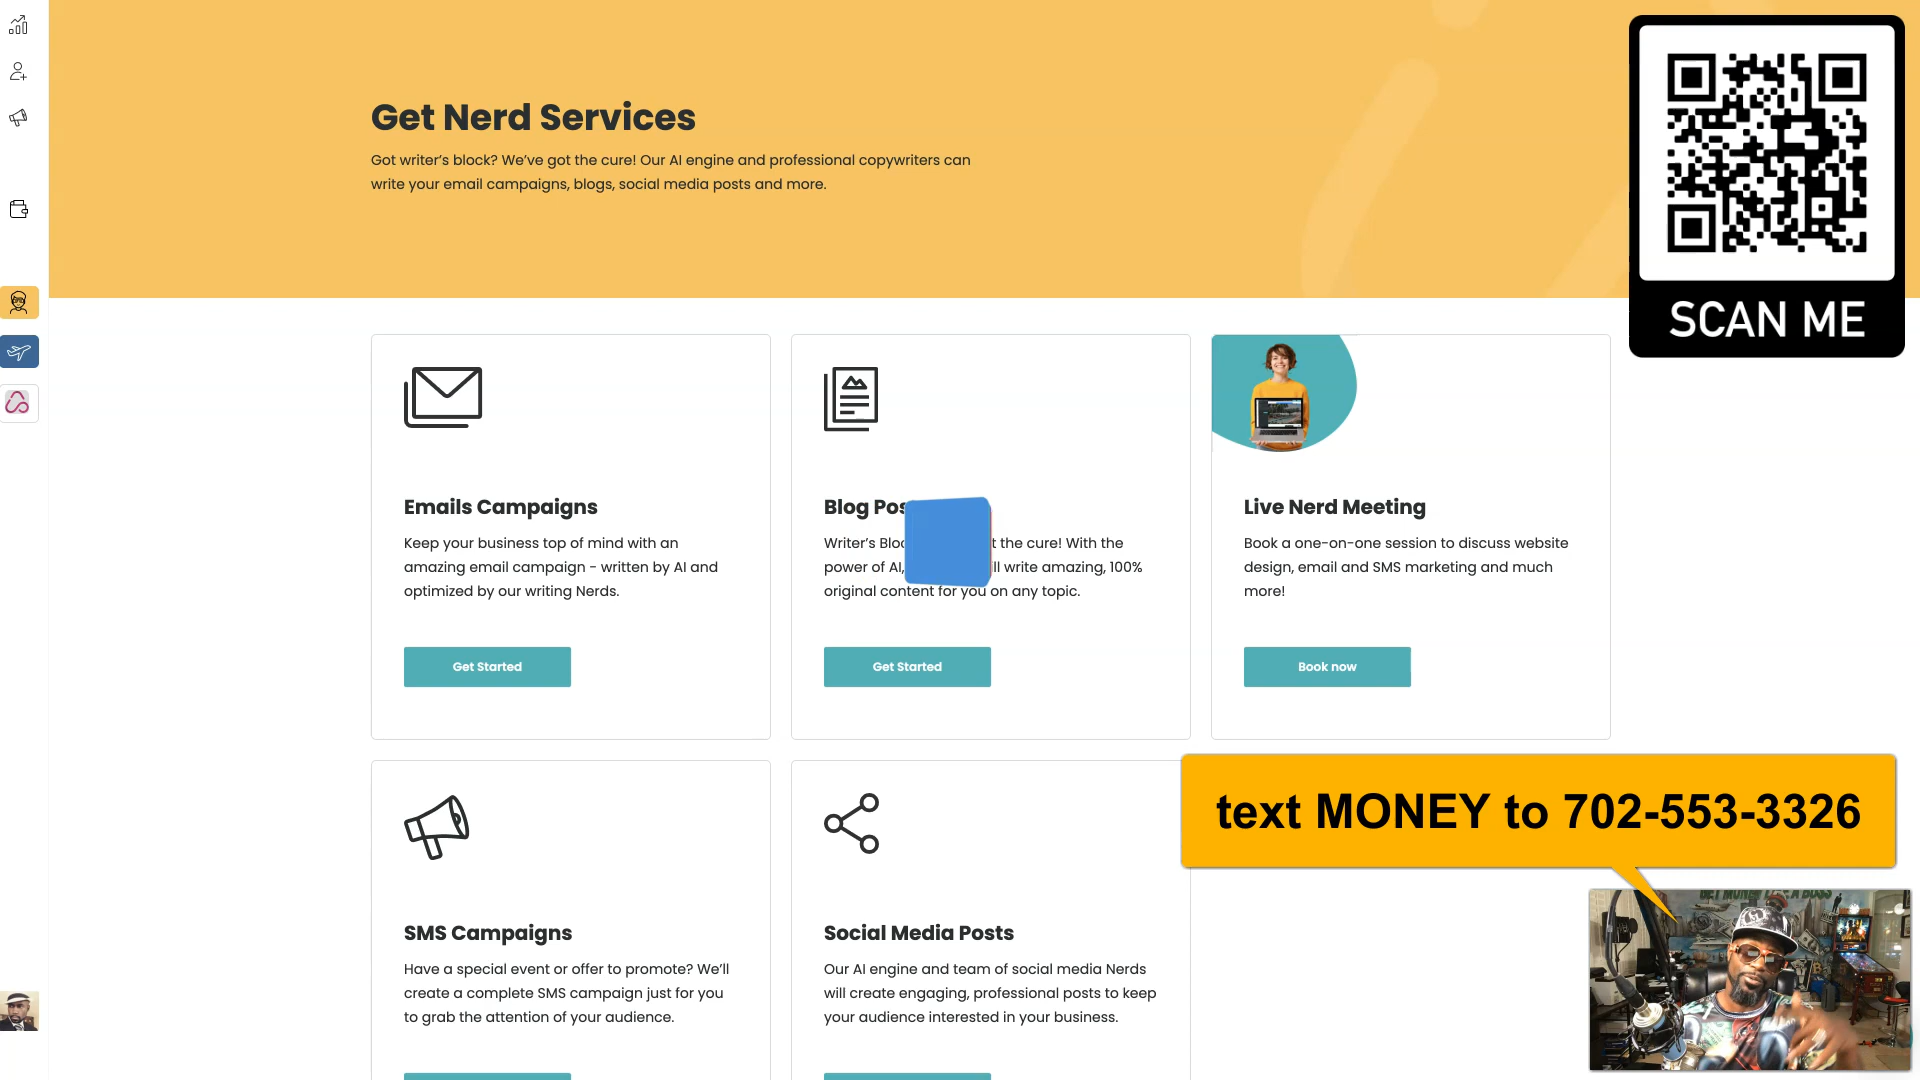 Get Nerd Services
Got writer’s block? We’ve got the cure! Our AI engine and professional copywriters can
write your email campaigns, blogs, social media posts and more.
SCAN ME
Emails Campaigns
Keep your business top of mind with an
amazing email campaign - written by AI and
optimized by our writing Nerds.
Get Started
Blog Pos
Writer’s Bloc t the cure! With the
power of AI, ll write amazing, 100%
original content for you on any topic.
Get Started
Live Nerd Meeting
Book a one-on-one session to discuss website
design, email and SMS marketing and much
more!
Book now
text MONEY to 702-553-3326
SMS Campaigns
Have a special event or offer to promote? We’ll
create a complete SMS campaign just for you
to grab the attention of your audience.
Social Media Posts
Our AI engine and team of social media Nerds
will create engaging, professional posts to keep
your audience interested in your business.